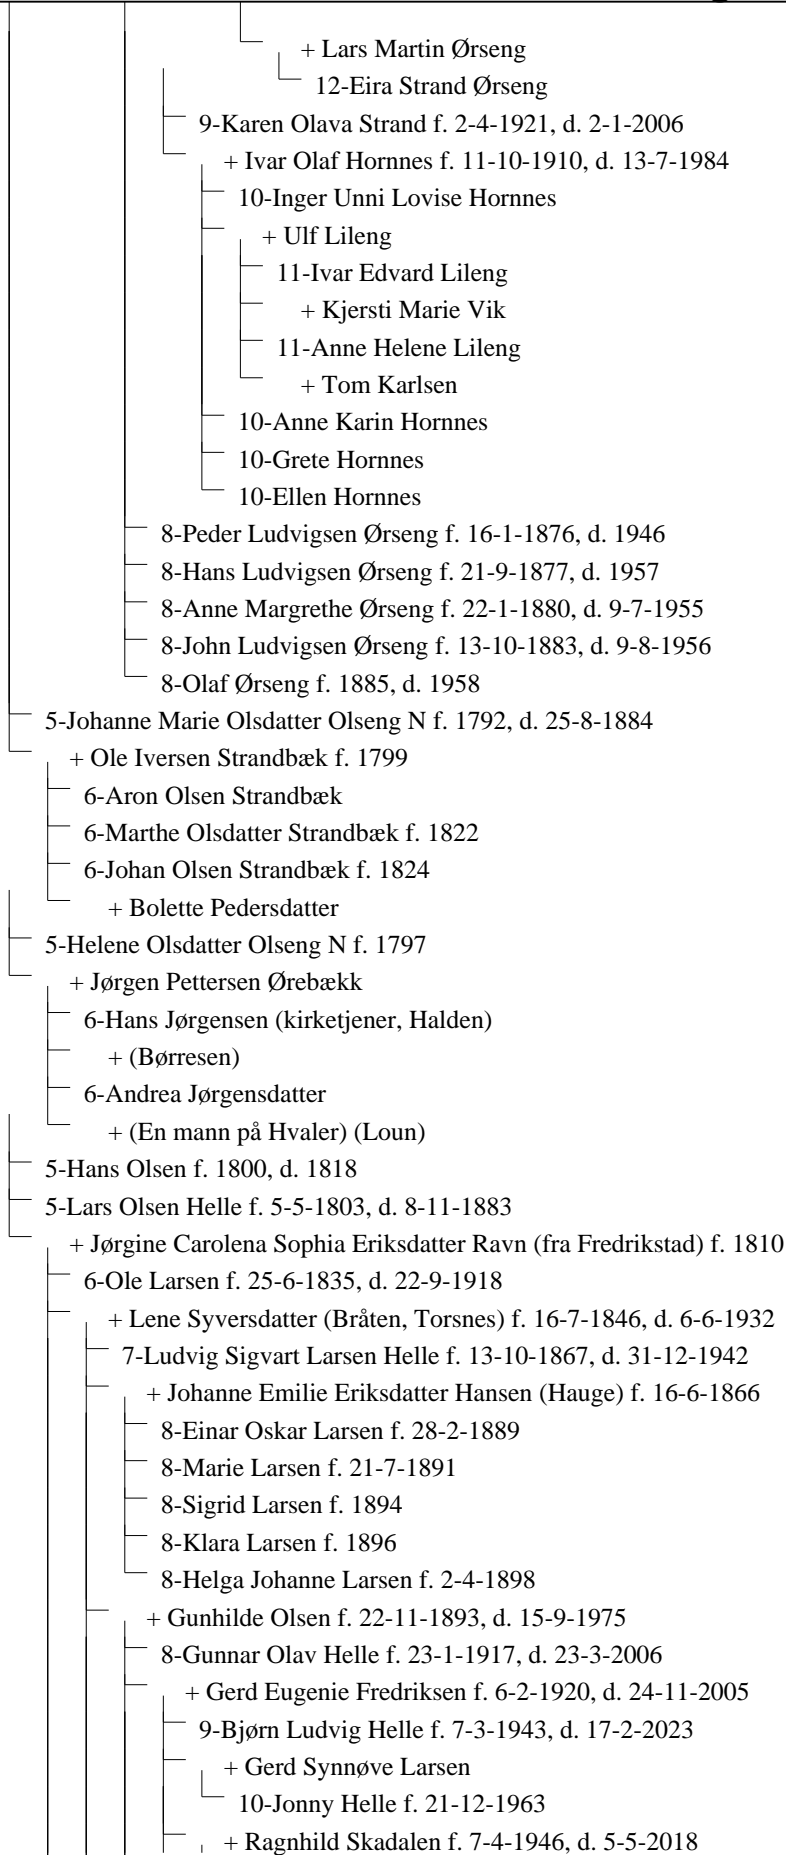 + Lars Martin Ørseng
12-Eira Strand Ørseng
9-Karen Olava Strand f. 2-4-1921, d. 2-1-2006
+ Ivar Olaf Hornnes f. 11-10-1910, d. 13-7-1984
10-Inger Unni Lovise Hornnes
+ Ulf Lileng
11-Ivar Edvard Lileng
+ Kjersti Marie Vik
11-Anne Helene Lileng
+ Tom Karlsen
10-Anne Karin Hornnes
10-Grete Hornnes
10-Ellen Hornnes
8-Peder Ludvigsen Ørseng f. 16-1-1876, d. 1946
8-Hans Ludvigsen Ørseng f. 21-9-1877, d. 1957
8-Anne Margrethe Ørseng f. 22-1-1880, d. 9-7-1955
8-John Ludvigsen Ørseng f. 13-10-1883, d. 9-8-1956
8-Olaf Ørseng f. 1885, d. 1958
5-Johanne Marie Olsdatter Olseng N f. 1792, d. 25-8-1884
+ Ole Iversen Strandbæk f. 1799
6-Aron Olsen Strandbæk
6-Marthe Olsdatter Strandbæk f. 1822
6-Johan Olsen Strandbæk f. 1824
+ Bolette Pedersdatter
5-Helene Olsdatter Olseng N f. 1797
+ Jørgen Pettersen Ørebækk
6-Hans Jørgensen (kirketjener, Halden)
+ (Børresen)
6-Andrea Jørgensdatter
+ (En mann på Hvaler) (Loun)
5-Hans Olsen f. 1800, d. 1818
5-Lars Olsen Helle f. 5-5-1803, d. 8-11-1883
+ Jørgine Carolena Sophia Eriksdatter Ravn (fra Fredrikstad) f. 1810
6-Ole Larsen f. 25-6-1835, d. 22-9-1918
+ Lene Syversdatter (Bråten, Torsnes) f. 16-7-1846, d. 6-6-1932
7-Ludvig Sigvart Larsen Helle f. 13-10-1867, d. 31-12-1942
+ Johanne Emilie Eriksdatter Hansen (Hauge) f. 16-6-1866
8-Einar Oskar Larsen f. 28-2-1889
8-Marie Larsen f. 21-7-1891
8-Sigrid Larsen f. 1894
8-Klara Larsen f. 1896
8-Helga Johanne Larsen f. 2-4-1898
+ Gunhilde Olsen f. 22-11-1893, d. 15-9-1975
8-Gunnar Olav Helle f. 23-1-1917, d. 23-3-2006
+ Gerd Eugenie Fredriksen f. 6-2-1920, d. 24-11-2005
9-Bjørn Ludvig Helle f. 7-3-1943, d. 17-2-2023
+ Gerd Synnøve Larsen
10-Jonny Helle f. 21-12-1963
+ Ragnhild Skadalen f. 7-4-1946, d. 5-5-2018